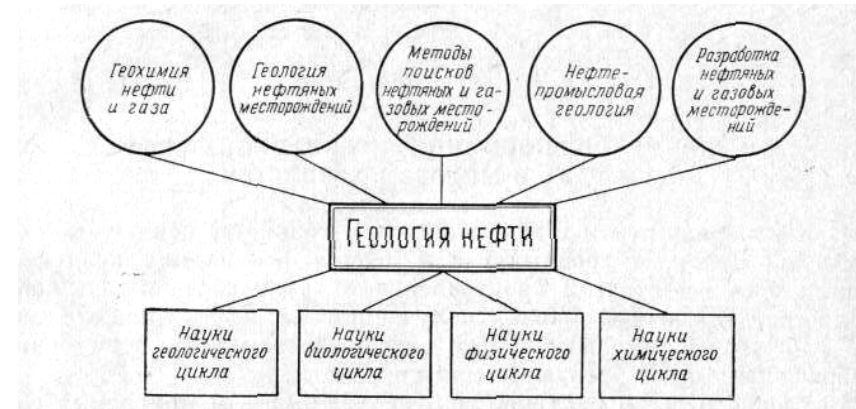 Геохимия
нефти
и газа
Геология
нефтяных
месторождений
Методы
поисков
нефтяных и га-
зовых место-
рождений
Нефте-
промысловая
геология
Разработка
нефтяных
и газовых
месторожде-
ний
Геология нефти
Науки
геологического
цикла
Науки
биологического
цикла
Науки
физического
цикла
Науки
химического
цикла